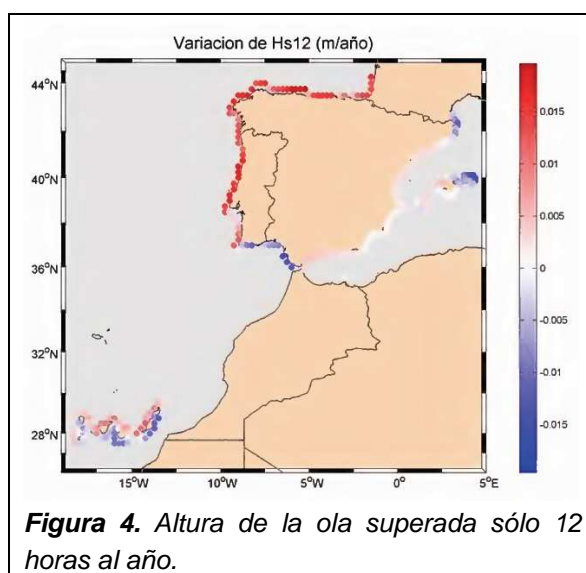 Variacion de Hs12 (m/año)
44°N
40°N
36°N
32°N
28°N
15°W
10°W
5°W
0°E
5°E
0.015
0.01
0.005
0
-0.005
-0.01
-0.015
Figura 4. Altura de la ola superada sólo 12
horas al año.